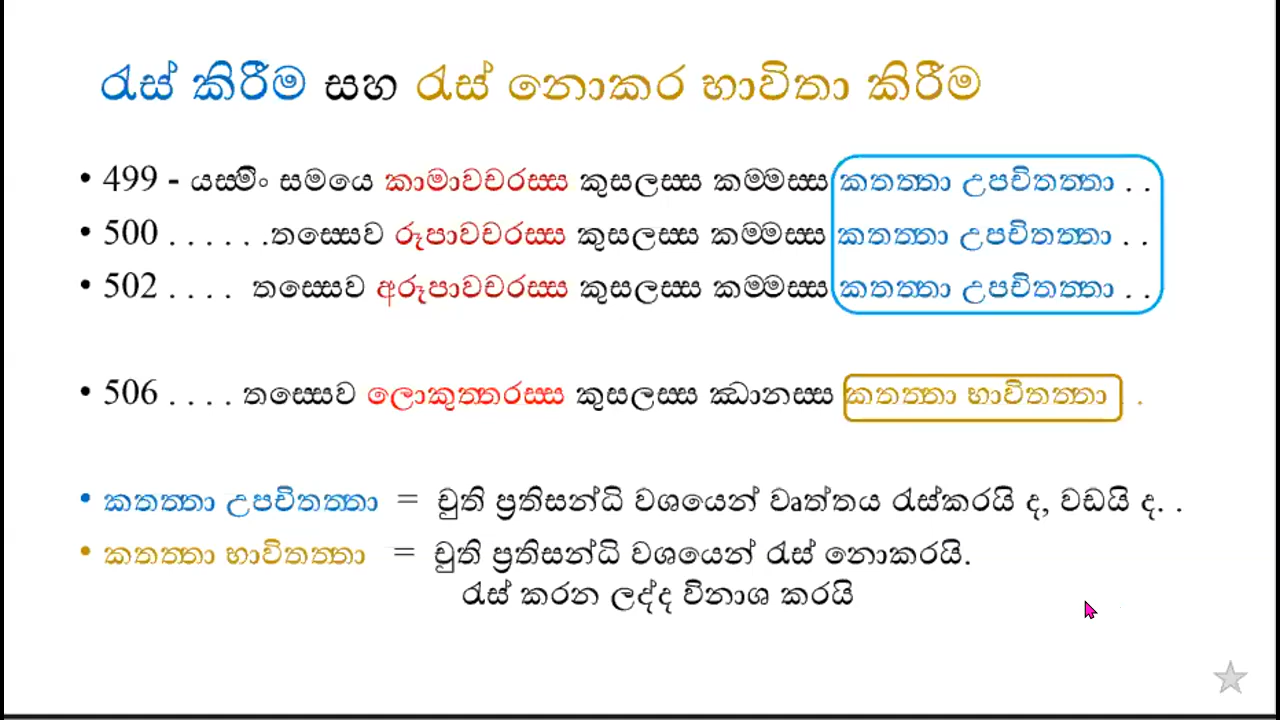 රැස් කිරීම සහ රැස් නොකර භාවිතා කිරීම
• 499 - යස්මිං සමයෙ කාමාවචරස්ස කුසලස්ස කම්මස්ස කතත්තා උපචිතත්තා . .
• 500 . . . . . .තස්සෙව රූපාවචරස්ස කුසලස්ස කම්මස්ස කතත්තා උපචිතත්තා . .
• 502 . . . . තස්සෙව අරූපාවචරස්ස කුසලස්ස කම්මස්ස කතත්තා උපචිතත්තා . .
• 506 . . . . තස්සෙව ලොකුත්තරස්ස කුසලස්ස ඣානස්ස කතත්තා භාවිතත්තා .
• කතත්තා උපචිතත්තා = චුති ප්‍රතිසන්ධි වශයෙන් වෘත්තය රැස්කරයි ද, වඩයි ද. .
• කතත්තා භාවිතත්තා = චුති ප්‍රතිසන්ධි වශයෙන් රැස් නොකරයි.
රැස් කරන ලද්ද විනාශ කරයි